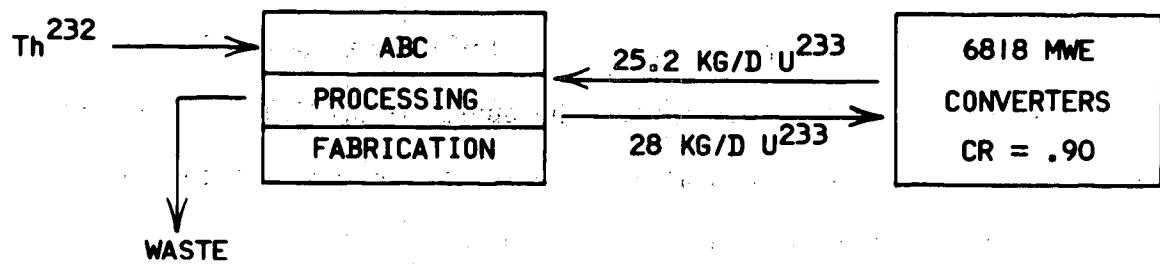 Th232
ABC
PROCESSING
FABRICATION
WASTE
25.2 KG/D U233
28 KG/D U233
6818 MWE
CONVERTERS
CR = .90